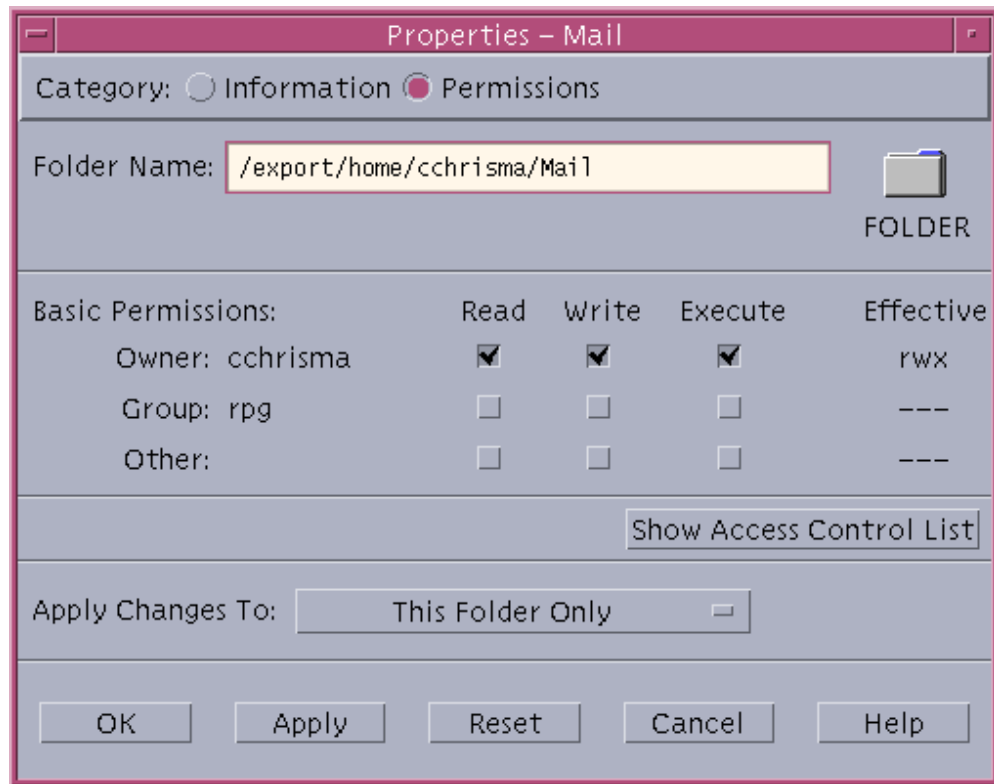 Properties – Mail
Category: Information Permissions
Folder Name: /export/home/cchrisma/Mail
FOLDER
Basic Permissions: Read Write Execute Effective
Owner: cchrisma rwx
Group: rpg ---
Other: ---
Show Access Control List
Apply Changes To: This Folder Only
OK Apply Reset Cancel Help